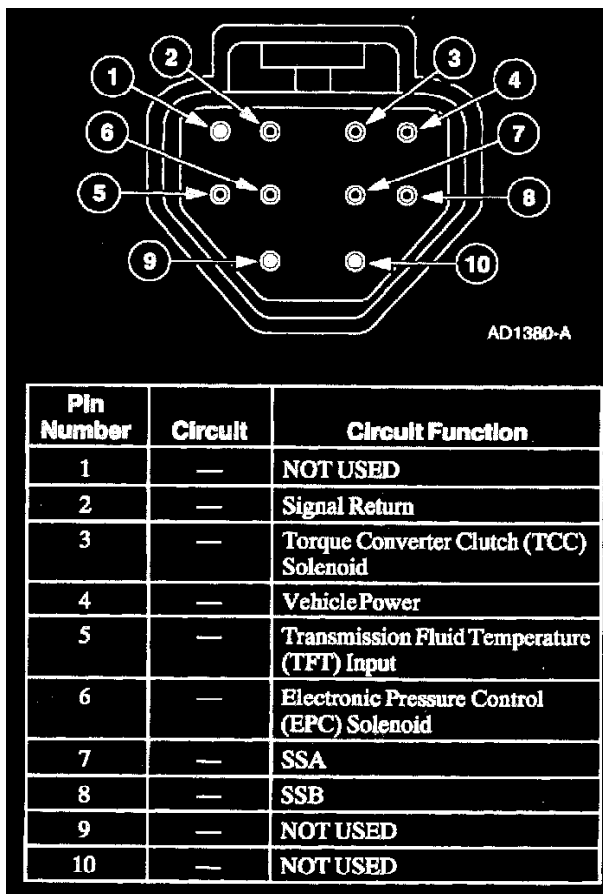 1 2 3 4
6 7
5 8
9 10
AD1380-A
Pin Number Circuit Circuit Function
1 — NOT USED
2 — Signal Return
3 — Torque Converter Clutch (TCC)
Solenoid
4 — Vehicle Power
5 — Transmission Fluid Temperature
(TFT) Input
6 — Electronic Pressure Control
(EPC) Solenoid
7 — SSA
8 — SSB
9 — NOT USED
10 — NOT USED